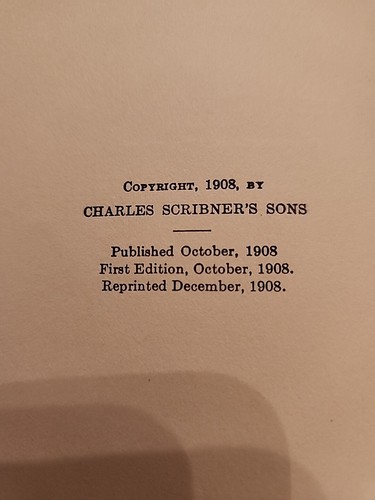 COPYRIGHT, 1908, BY
CHARLES SCRIBNER'S SONS
Published October, 1908
First Edition, October, 1908.
Reprinted December, 1908.